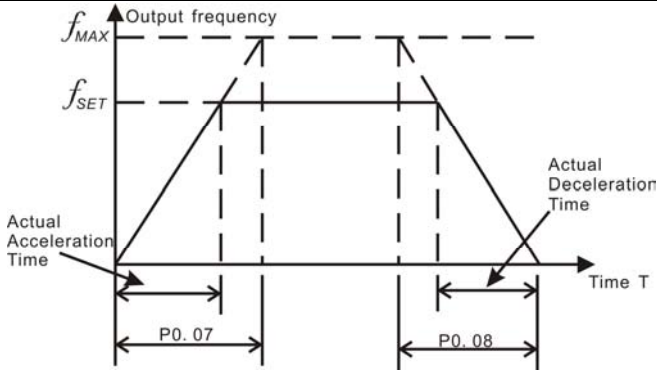 Output frequency
fMAX
fSET
Actual
Deceleration
Time
Actual
Acceleration
Time
Time T
P0. 07
P0. 08